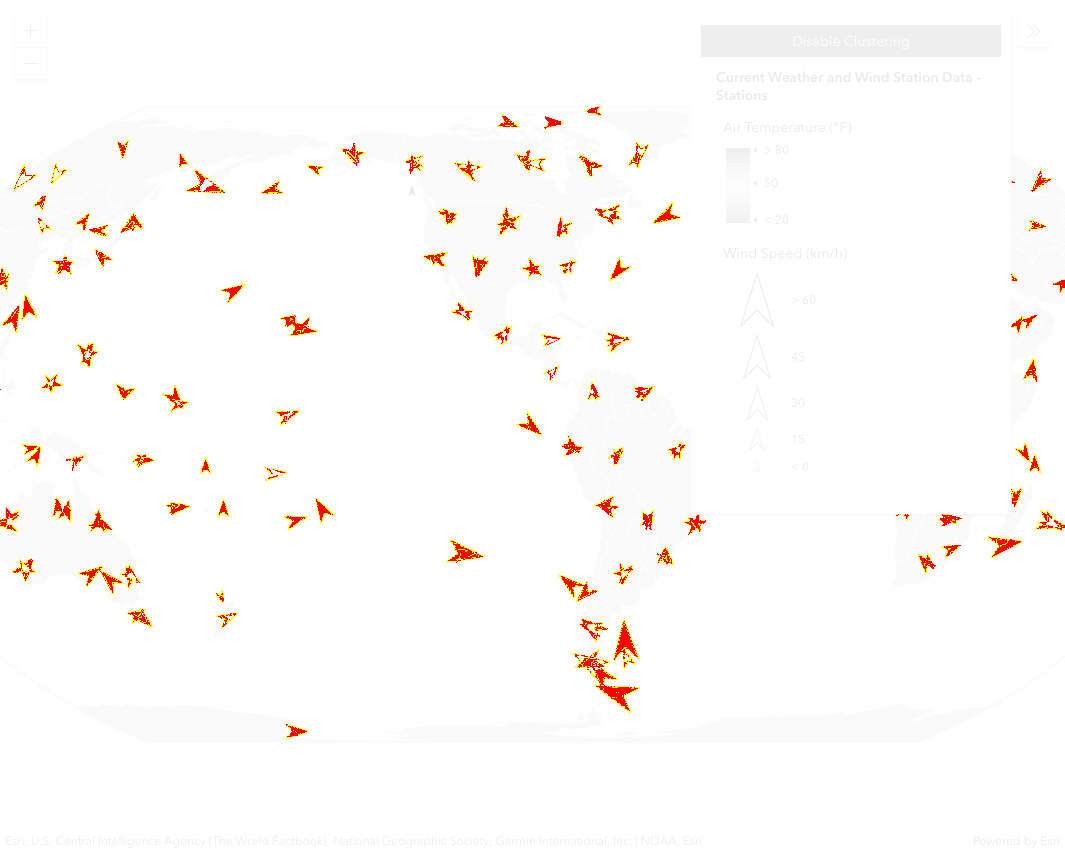 Disable Clustering
Current Weather and Wind Station Data -
Stations
Air Temperature (°F)
> 80
50
< 20
Wind Speed (km/h)
> 60
45
30
15
< 0
Esri; U.S. Central Intelligence Agency (The World Factbook); National Geographic Society; Garmin International, Inc. | NOAA, Esri
Powered by Esri